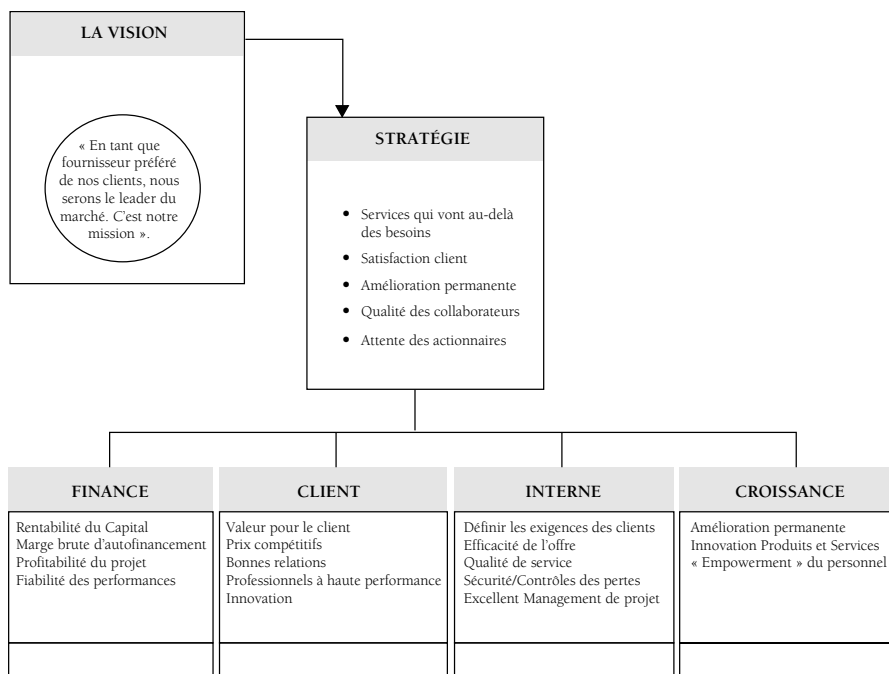 LA VISION
« En tant que
fournisseur préféré
de nos clients, nous
serons le leader du
marché. C'est notre
mission ».
STRATÉGIE
• Services qui vont au-delà
des besoins
• Satisfaction client
• Amélioration permanente
• Qualité des collaborateurs
• Attente des actionnaires
FINANCE
Rentabilité du Capital
Marge brute d'autofinancement
Profitabilité du projet
Fiabilité des performances
CLIENT
Valeur pour le client
Prix compétitifs
Bonnes relations
Professionnels à haute performance
Innovation
INTERNE
Définir les exigences des clients
Efficacité de l'offre
Qualité de service
Sécurité/Contrôles des pertes
Excellent Management de projet
CROISSANCE
Amélioration permanente
Innovation Produits et Services
« Empowerment » du personnel